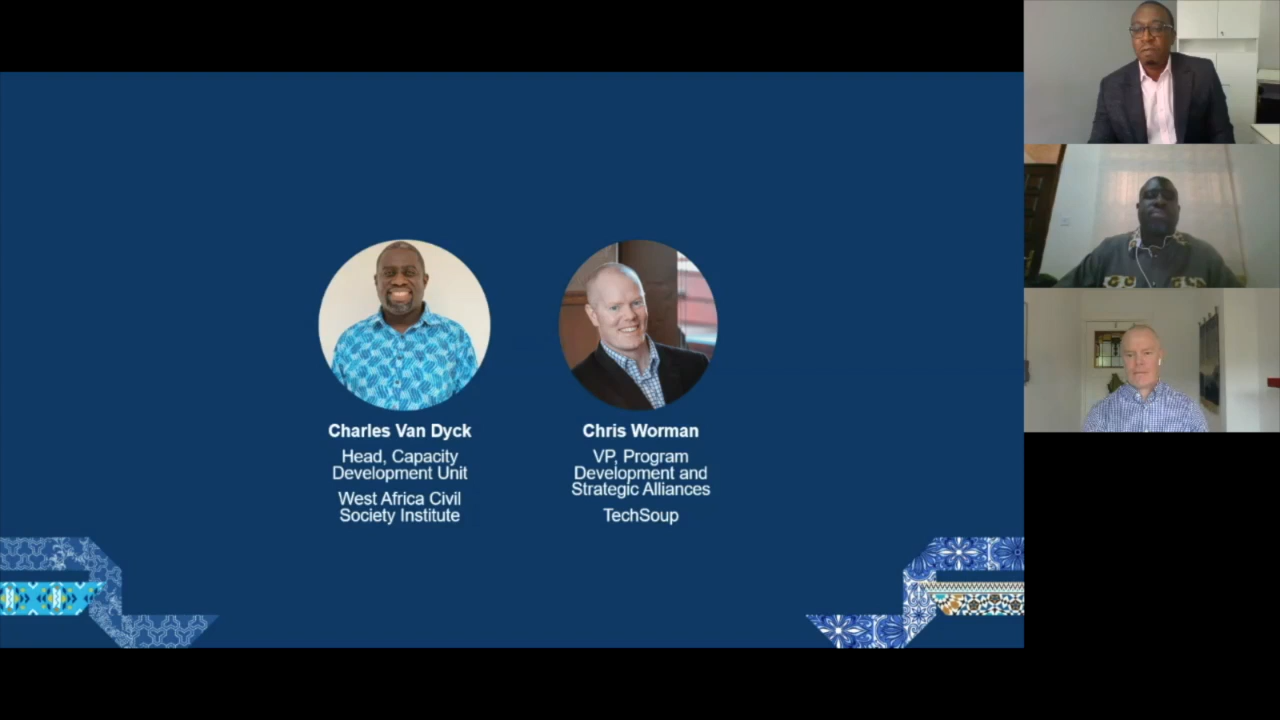 Charles Van Dyck
Head, Capacity
Development Unit
West Africa Civil
Society Institute
Chris Worman
VP, Program
Development and
Strategic Alliances
TechSoup